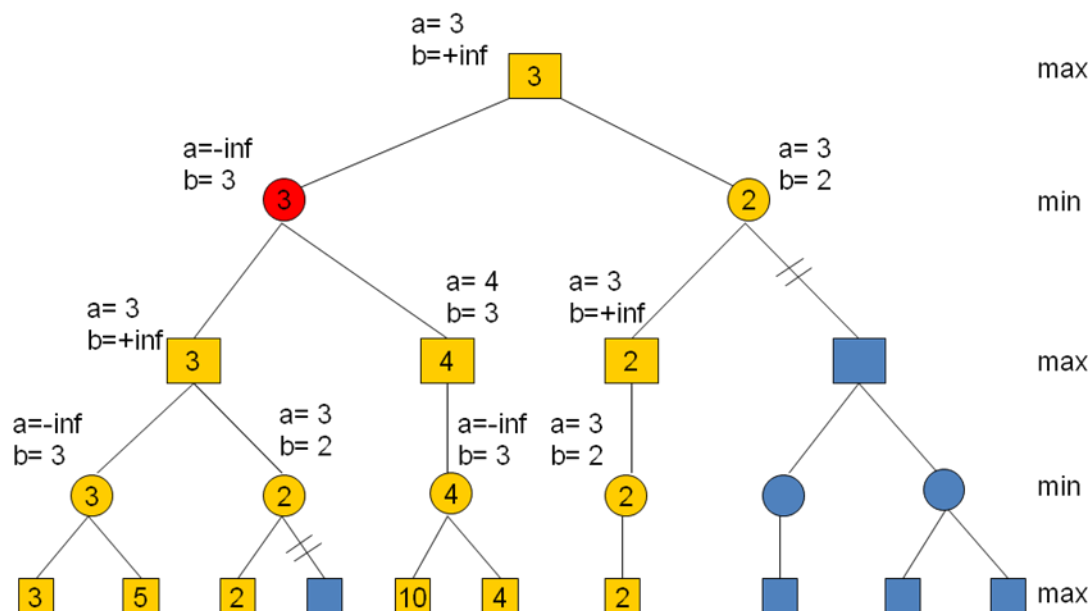 a= 3
b=+inf
3
max
a=-inf
b= 3
3
a= 3
b= 2
2
min
a= 3
b=+inf
3
a= 4
b= 3
4
a= 3
b=+inf
2
max
a=-inf
b= 3
3
a= 3
b= 2
2
a=-inf
b= 3
4
a= 3
b= 2
2
min
3
5
2
10
4
2
max